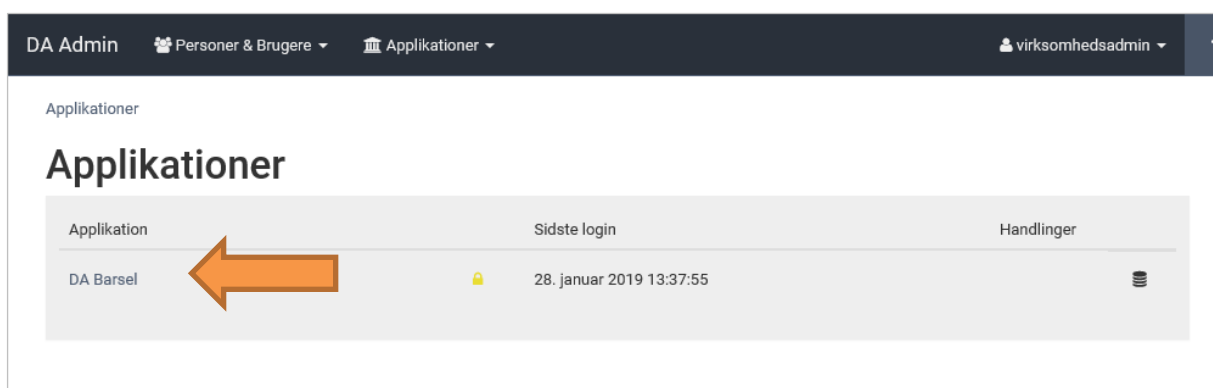 DA Admin Personer & Brugere Applikationer virksomhedsadmin
Applikationer
Applikationer
Applikation Sidste login Handlinger
DA Barsel 28. januar 2019 13:37:55